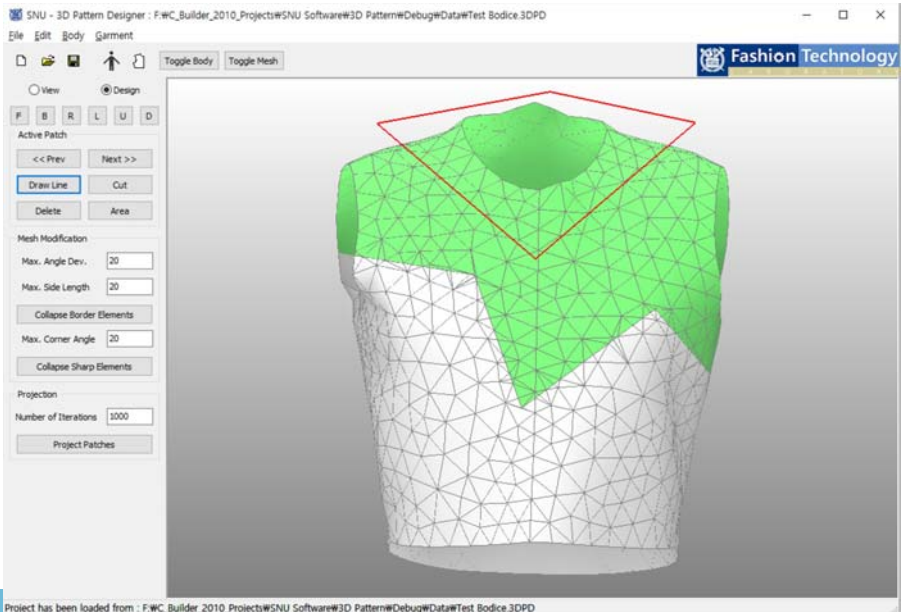 SNU - 3D Pattern Designer : F:₩C_Builder_2010_Projects₩SNU Software₩3D Pattern₩Debug₩Data₩Test Bodice.3DPD
File Edit Body Garment
Toggle Body Toggle Mesh
Fashion Technology
View Design
F B R L U D
Active Patch
<< Prev Next >>
Draw Line Cut
Delete Area
Mesh Modification
Max. Angle Dev. 20
Max. Side Length 20
Collapse Border Elements
Max. Corner Angle 20
Collapse Sharp Elements
Projection
Number of Iterations 1000
Project Patches
Project has been loaded from : F:₩C_Builder_2010_Projects₩SNU Software₩3D Pattern₩Debug₩Data₩Test Bodice.3DPD